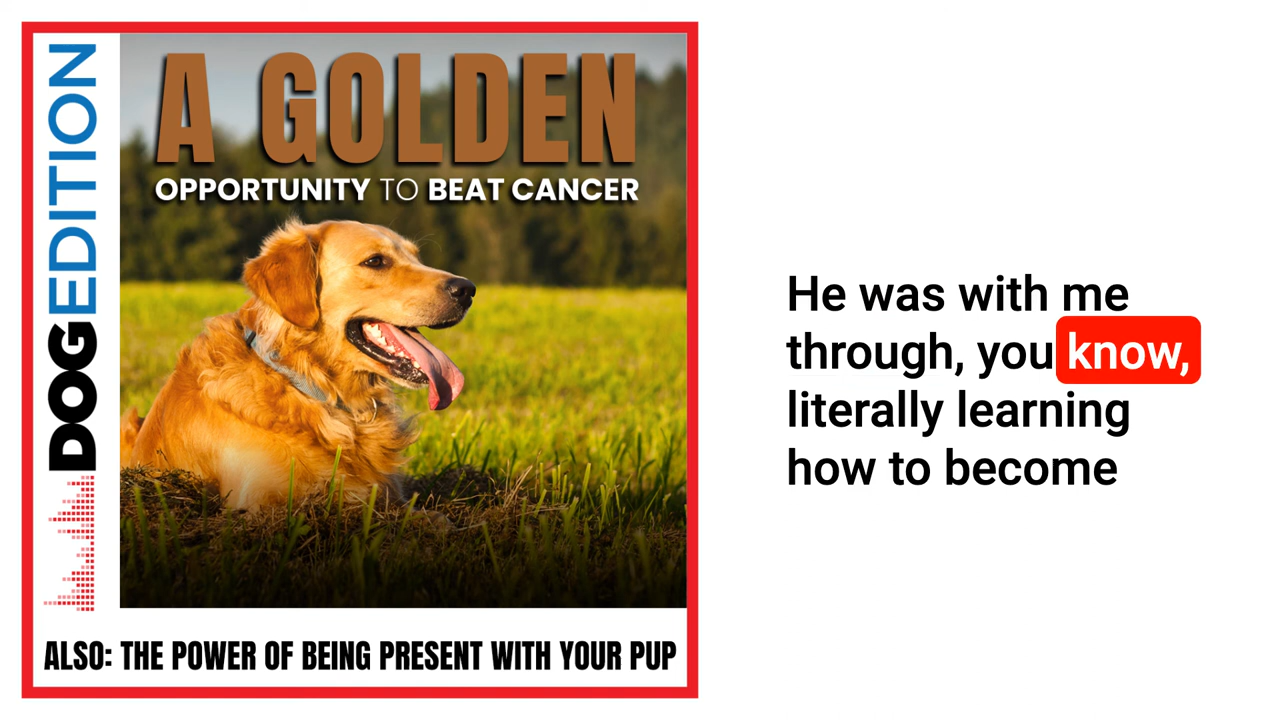 DOGEDITION
A GOLDEN
OPPORTUNITY TO BEAT CANCER
ALSO: THE POWER OF BEING PRESENT WITH YOUR PUP
He was with me
through, you know,
literally learning
how to become